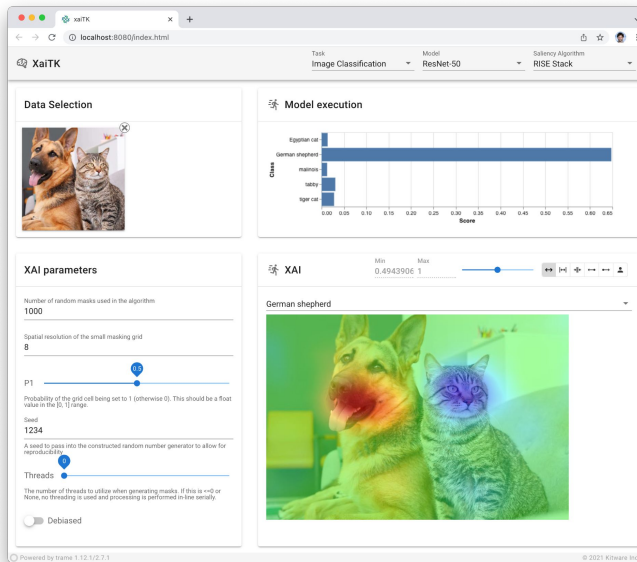 xaiTK
localhost:8080/index.html
XaiTK
Task
Image Classification
Model
ResNet-50
Saliency Algorithm
RISE Stack
Data Selection
Model execution
Class
Egyptian cat
German shepherd
malinois
tabby
tiger cat
0.00 0.05 0.10 0.15 0.20 0.25 0.30 0.35 0.40 0.45 0.50 0.55 0.60 0.65
Score
XAI parameters
Number of random masks used in the algorithm
1000
Spatial resolution of the small masking grid
8
0.5
P1
Probability of the grid cell being set to 1 (otherwise 0). This should be a float
value in the [0, 1] range.
Seed
1234
A seed to pass into the constructed random number generator to allow for
reproducibility
0
Threads
The number of threads to utilize when generating masks. If this is <=0 or
None, no threading is used and processing is performed in-line serially.
Debiased
XAI
Min
0.4943906
Max
1
German shepherd
Powered by trame 1.12.1/2.7.1
© 2021 Kitware Inc